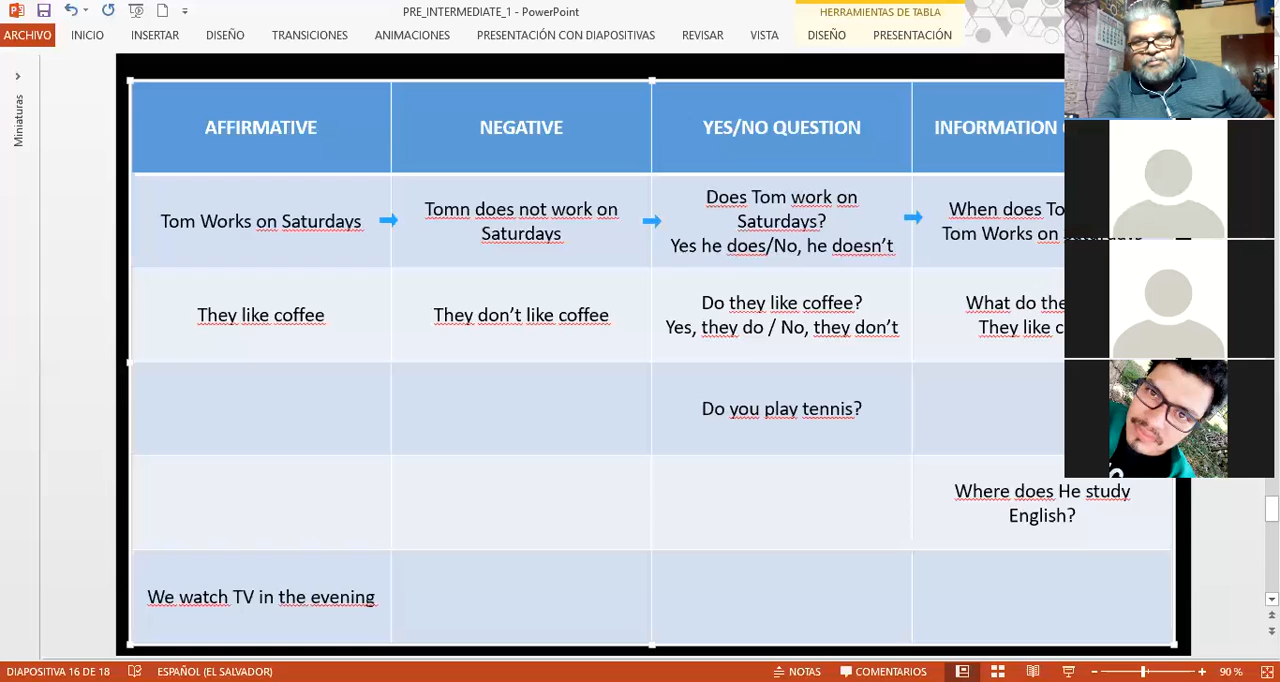 PRE_INTERMEDIATE_1 - PowerPoint
HERRAMIENTAS DE TABLA
ARCHIVO INICIO INSERTAR DISEÑO TRANSICIONES ANIMACIONES PRESENTACIÓN CON DIAPOSITIVAS REVISAR VISTA DISEÑO PRESENTACIÓN
Miniaturas
AFFIRMATIVE
NEGATIVE
YES/NO QUESTION
INFORMATION
Tom Works on Saturdays
Tomn does not work on
Saturdays
Does Tom work on
Saturdays?
Yes he does/No, he doesn't
When does
Tom Works on
They like coffee
They don't like coffee
Do they like coffee?
Yes, they do / No, they don't
What do
They like
Do you play tennis?
Where does He study
English?
We watch TV in the evening
DIAPOSITIVA 16 DE 18 ESPAÑOL (EL SALVADOR) NOTAS COMENTARIOS 90 %